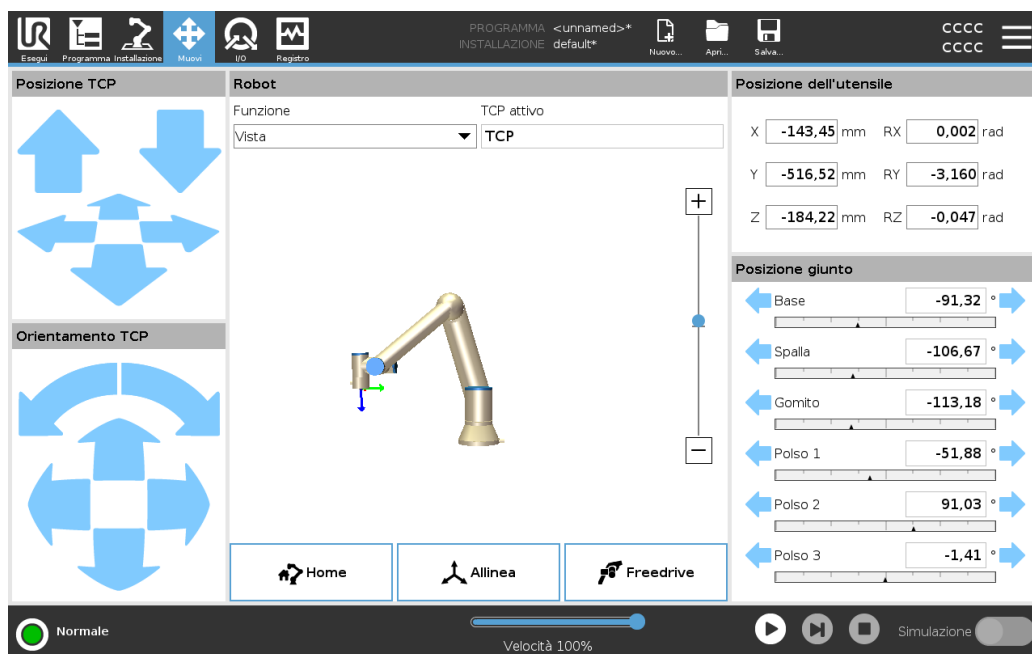 UR
PROGRAMMA <unnamed>*
INSTALLAZIONE default*
CCCC
CCCC
Esegui Programma Installazione Muovi I/O Registro Nuovo... Apri... Salva...
Posizione TCP
Robot
Posizione dell'utensile
Funzione TCP attivo
Vista TCP
X -143,45 mm RX 0,002 rad
Y -516,52 mm RY -3,160 rad
Z -184,22 mm RZ -0,047 rad
Posizione giunto
Base -91,32 °
Orientamento TCP
Spalla -106,67 °
Gomito -113,18 °
Polso 1 -51,88 °
Polso 2 91,03 °
Polso 3 -1,41 °
Home Allinea Freedrive
Normale
Velocità 100%
Simulazione